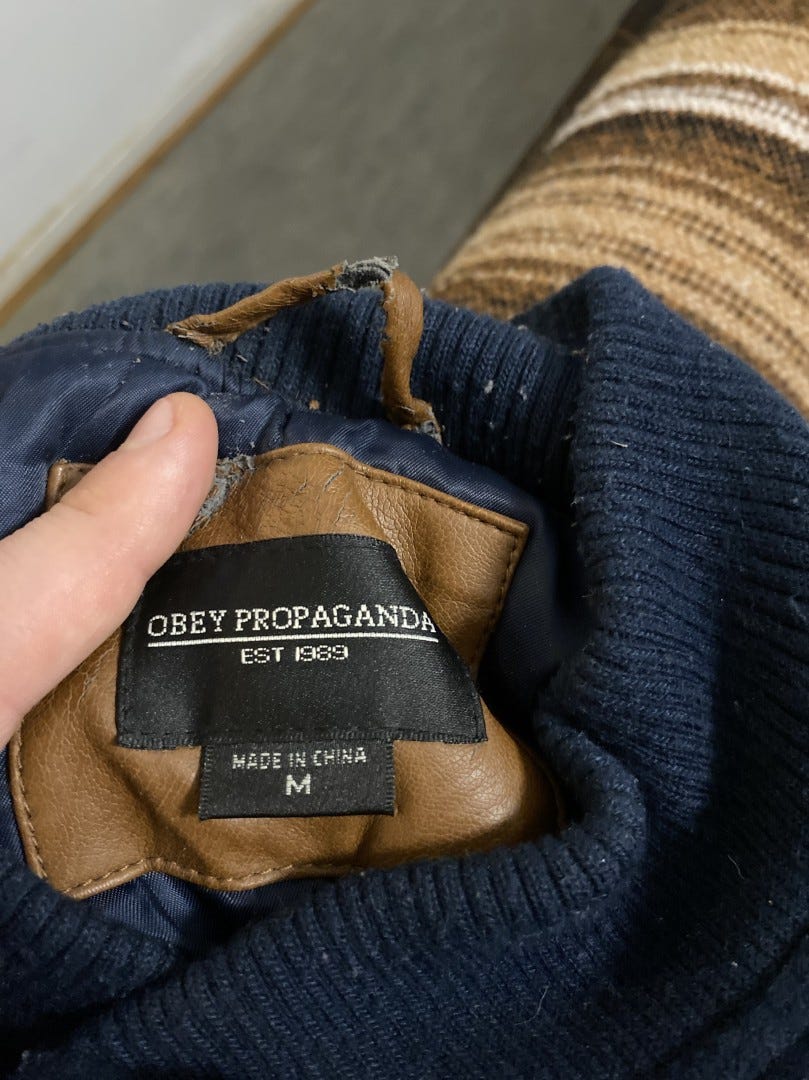 OBEY PROPAGANDA
EST 1989
MADE IN CHINA
M